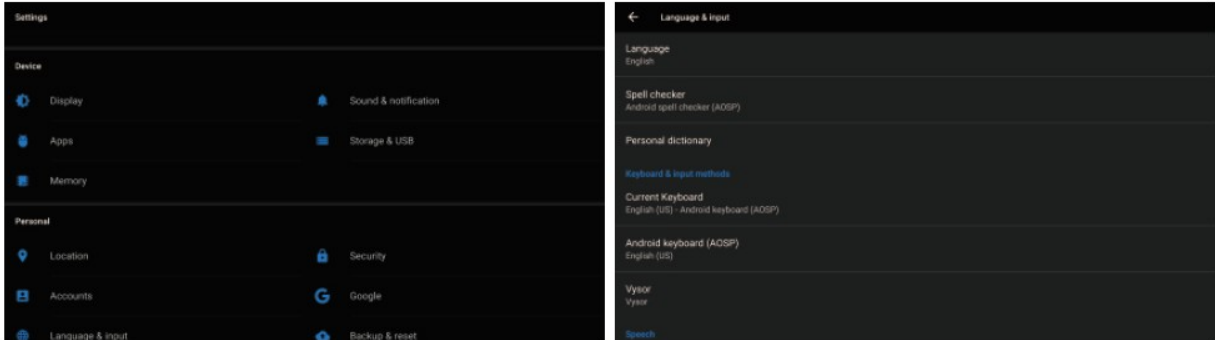 Settings
Device
Display
Sound & notification
Apps
Storage & USB
Memory
Personal
Location
Security
Accounts
Google
Language & input
Backup & reset
Language & input
Language
English
Spell checker
Android spell checker (AOSP)
Personal dictionary
Keyboard & input methods
Current Keyboard
English (US) - Android keyboard (AOSP)
Android keyboard (AOSP)
English (US)
Vysor
Vysor
Speech